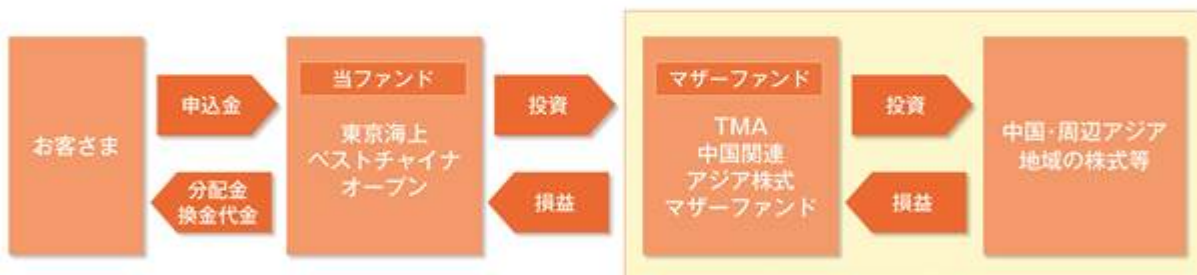 お客さま
申込金
分配金
換金代金
当ファンド
東京海上
ベストチャイナ
オープン
投資
損益
マザーファンド
TMA
中国関連
アジア株式
マザーファンド
投資
損益
中国・周辺アジア
地域の株式等